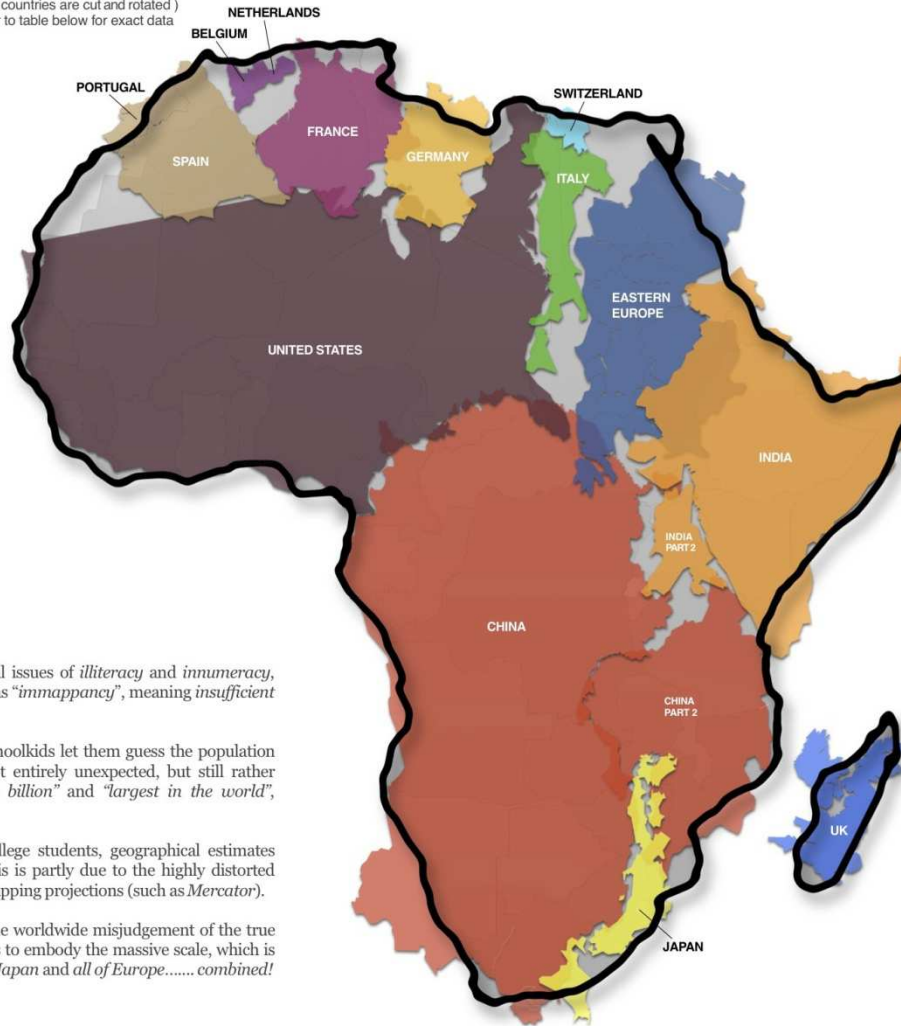 countries are cut and rotated )
to table below for exact data
NETHERLANDS
BELGIUM
PORTUGAL
SWITZERLAND
FRANCE
SPAIN
GERMANY
ITALY
EASTERN
EUROPE
UNITED STATES
INDIA
INDIA
PART 2
CHINA
CHINA
PART 2
UK
JAPAN
issues of illiteracy and innumeracy,
"immappancy", meaning insufficient
let them guess the population
entirely unexpected, but still rather
billion" and "largest in the world",
students, geographical estimates
is partly due to the highly distorted
projections (such as Mercator).
worldwide misjudgement of the true
to embody the massive scale, which is
Japan and all of Europe....... combined!